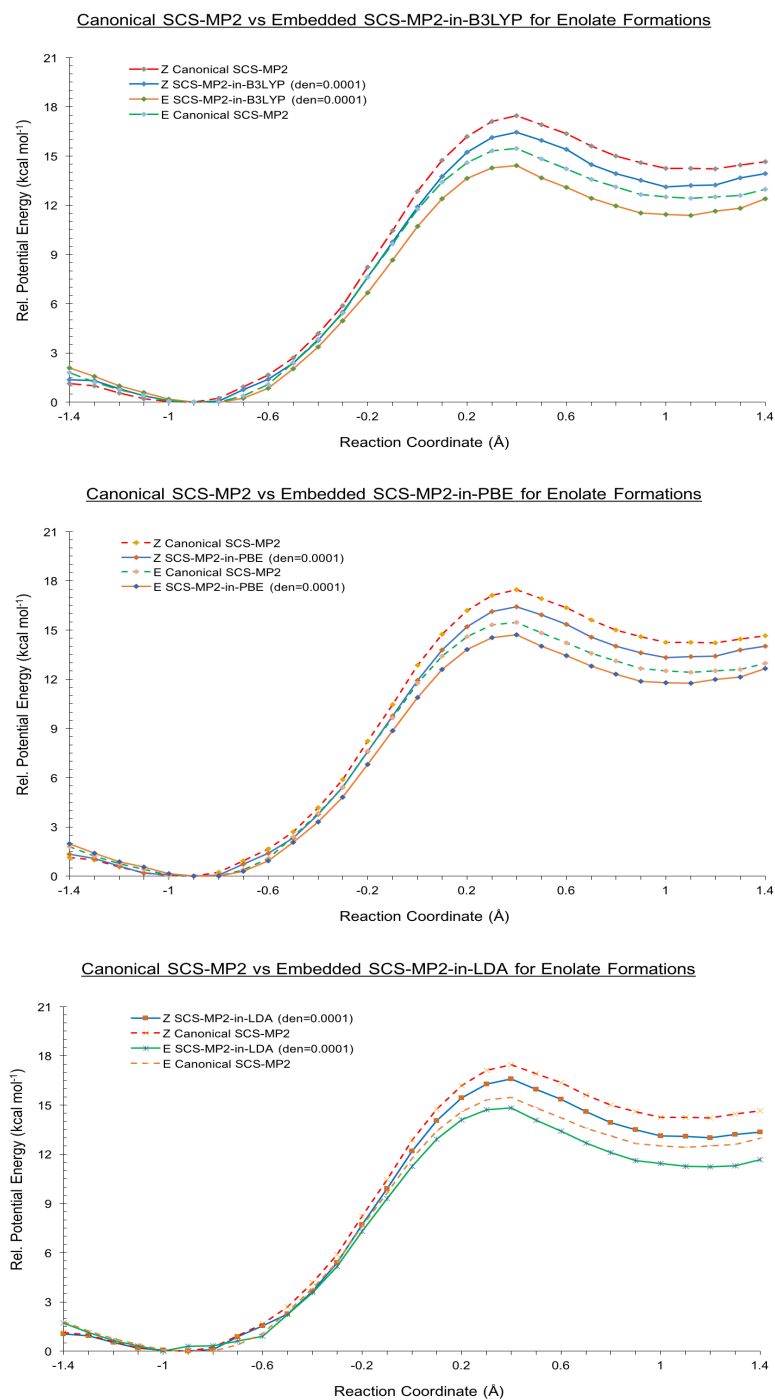 Canonical SCS-MP2 vs Embedded SCS-MP2-in-B3LYP for Enolate Formations
Z Canonical SCS-MP2
Z SCS-MP2-in-B3LYP (den=0.0001)
E SCS-MP2-in-B3LYP (den=0.0001)
E Canonical SCS-MP2
Rel. Potential Energy (kcal mol-1)
21
18
15
12
9
6
3
0
-1.4 -1 -0.6 -0.2 0.2 0.6 1 1.4
Reaction Coordinate (Å)
Canonical SCS-MP2 vs Embedded SCS-MP2-in-PBE for Enolate Formations
Z Canonical SCS-MP2
Z SCS-MP2-in-PBE (den=0.0001)
E Canonical SCS-MP2
E SCS-MP2-in-PBE (den=0.0001)
Rel. Potential Energy (kcal mol-1)
21
18
15
12
9
6
3
0
-1.4 -1 -0.6 -0.2 0.2 0.6 1 1.4
Reaction Coordinate (Å)
Canonical SCS-MP2 vs Embedded SCS-MP2-in-LDA for Enolate Formations
Z SCS-MP2-in-LDA (den=0.0001)
Z Canonical SCS-MP2
E SCS-MP2-in-LDA (den=0.0001)
E Canonical SCS-MP2
Rel. Potential Energy (kcal mol-1)
21
18
15
12
9
6
3
0
-1.4 -1 -0.6 -0.2 0.2 0.6 1 1.4
Reaction Coordinate (Å)